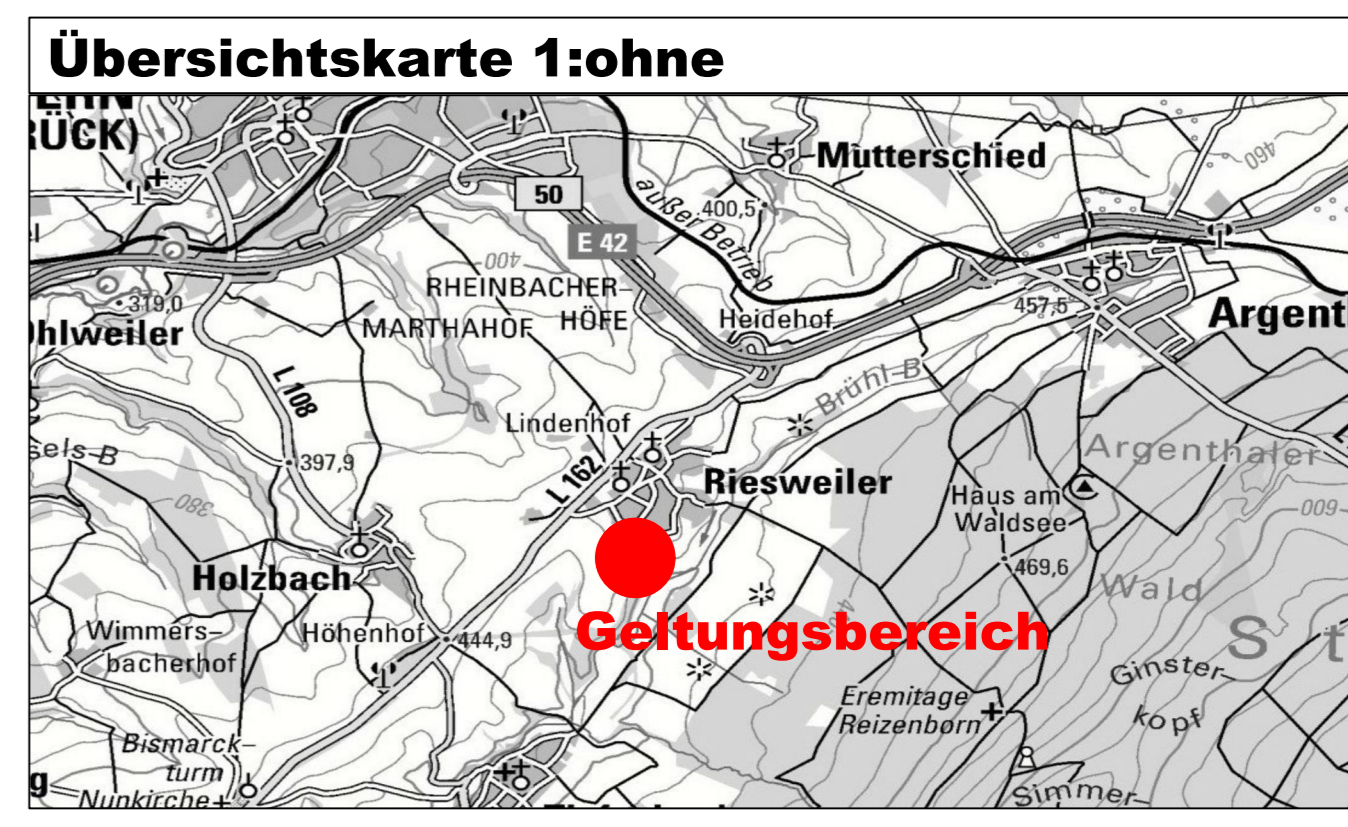 Übersichtskarte 1:ohne
ERN
RÜCK)
Mutterschied
460
50
außer Betrieb
400,5
E 42
400
RHEINBACHER-
HÖFE
MARTHAHOF
Heidehof
457,5
Argent
319,0
Ohlweiler
L 108
Brühl-B
Lindenhof
sels-B
397,9
L 162
Riesweiler
Argenthaler
Haus am
Waldsee
380
600
469,6
Holzbach
Wald
Wimmers-
bacherhof
Höhenhof
444,9
Geltungsbereich
S t
Ginster-
kopf
Eremitage
Reizenborn
Bismarck-
turm
g
Nunkirche
Simmer-